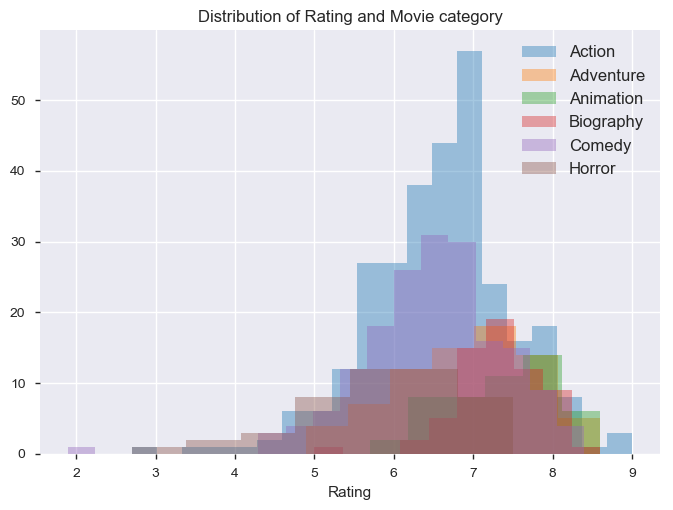 Distribution of Rating and Movie category
Action
Adventure
Animation
Biography
Comedy
Horror
50
40
30
20
10
0
2 3 4 5 6 7 8 9
Rating